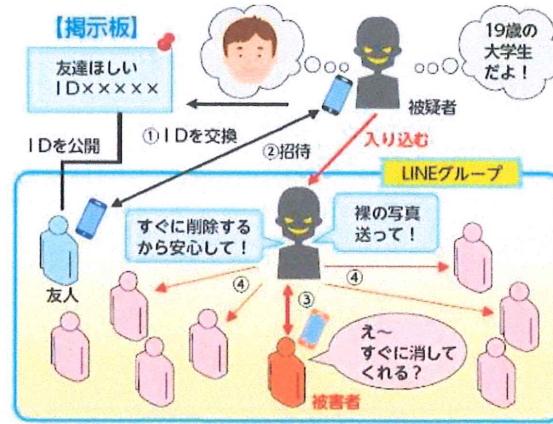 【掲示板】
友達ほしい
ID×××××
19歳の
大学生
だよ！
被疑者
IDを公開
①IDを交換
②招待
入り込む
LINEグループ
すぐに削除する
から安心して！
裸の写真
送って！
友人
④
④
③
え～
すぐに消して
くれる？
被害者